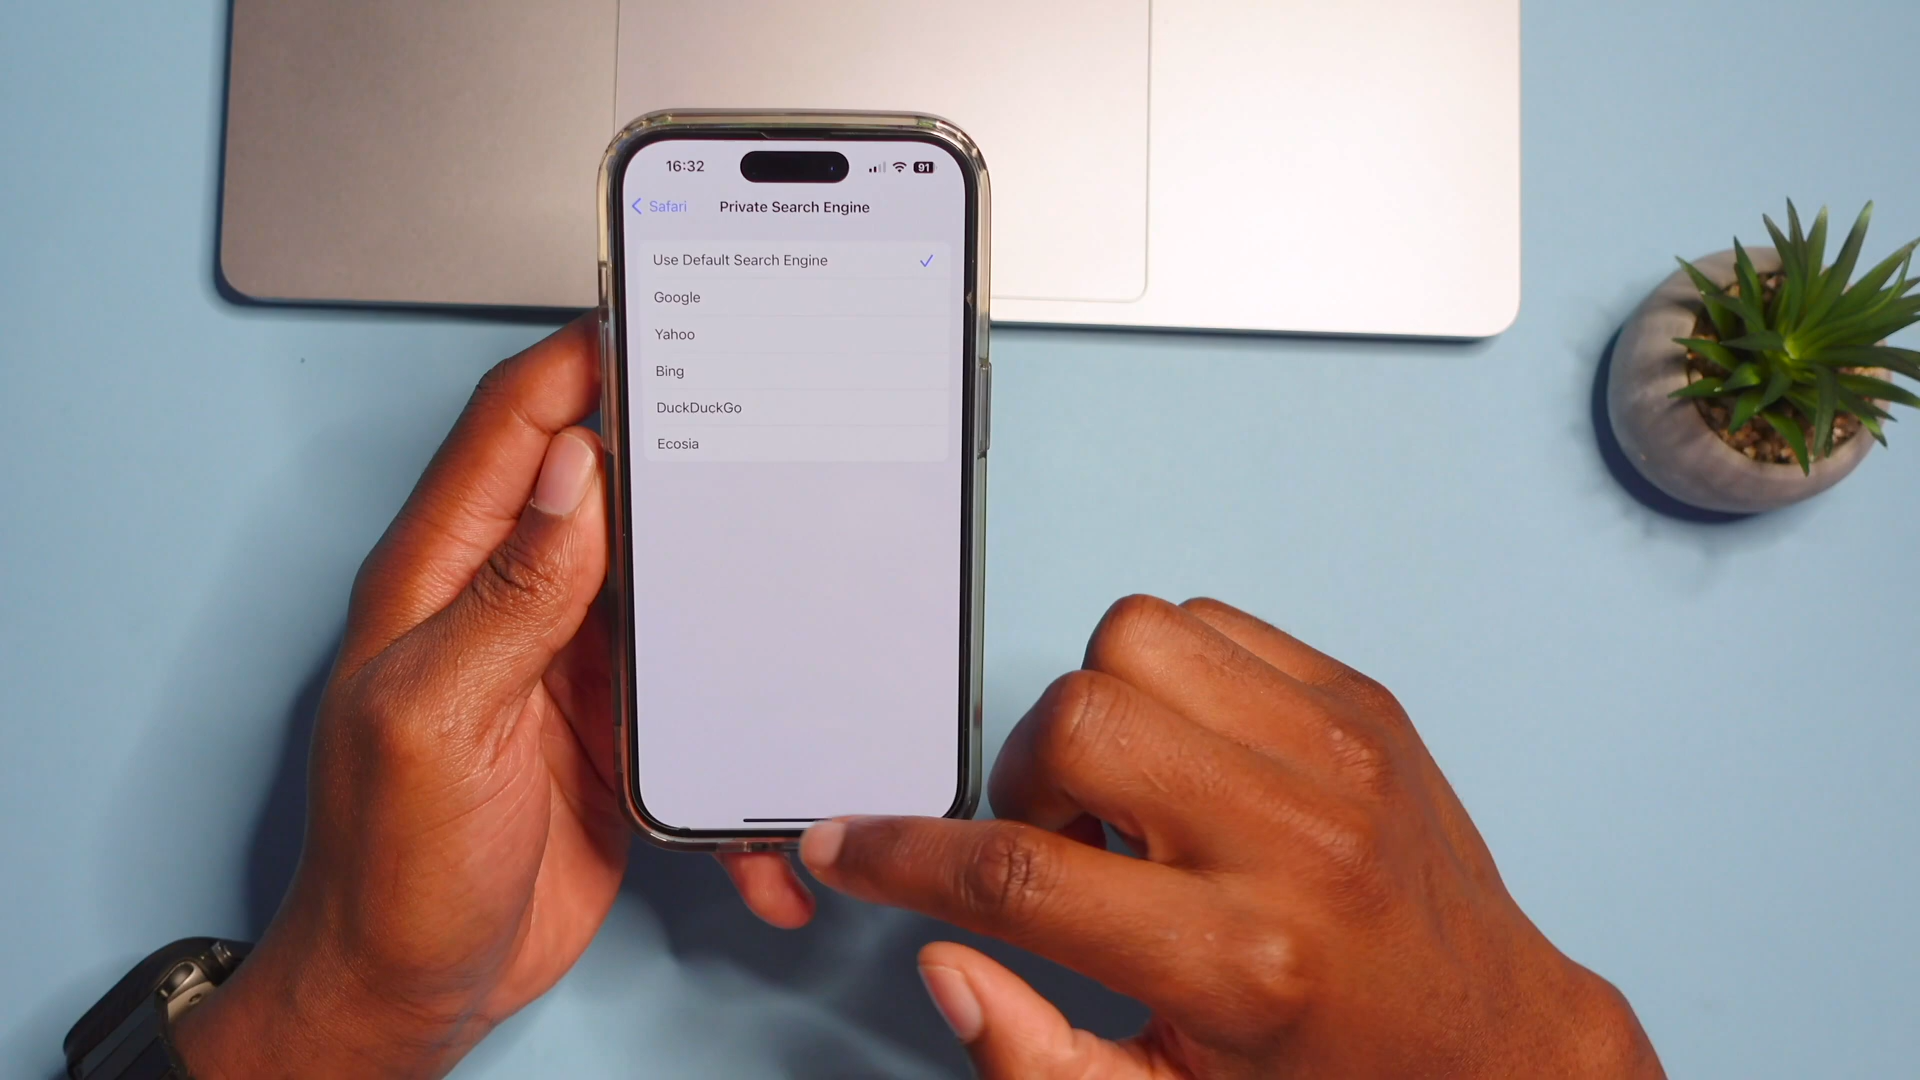 16:32
91
Safari
Private Search Engine
Use Default Search Engine
Google
Yahoo
Bing
DuckDuckGo
Ecosia